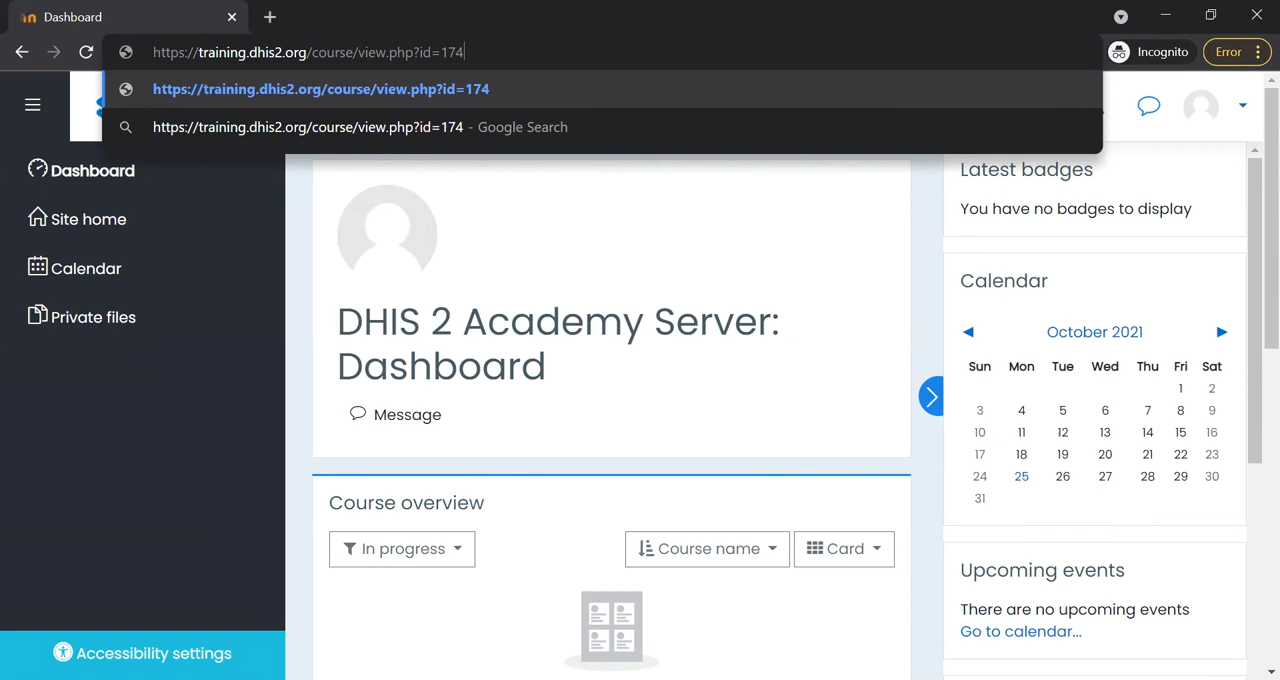 Dashboard
https://training.dhis2.org/course/view.php?id=174
Incognito
Error
https://training.dhis2.org/course/view.php?id=174
https://training.dhis2.org/course/view.php?id=174 - Google Search
Dashboard
Site home
Calendar
Private files
Accessibility settings
DHIS 2 Academy Server:
Dashboard
Message
Course overview
In progress
Course name
Card
Latest badges
You have no badges to display
Calendar
October 2021
Sun Mon Tue Wed Thu Fri Sat
1 2
3 4 5 6 7 8 9
10 11 12 13 14 15 16
17 18 19 20 21 22 23
24 25 26 27 28 29 30
31
Upcoming events
There are no upcoming events
Go to calendar...